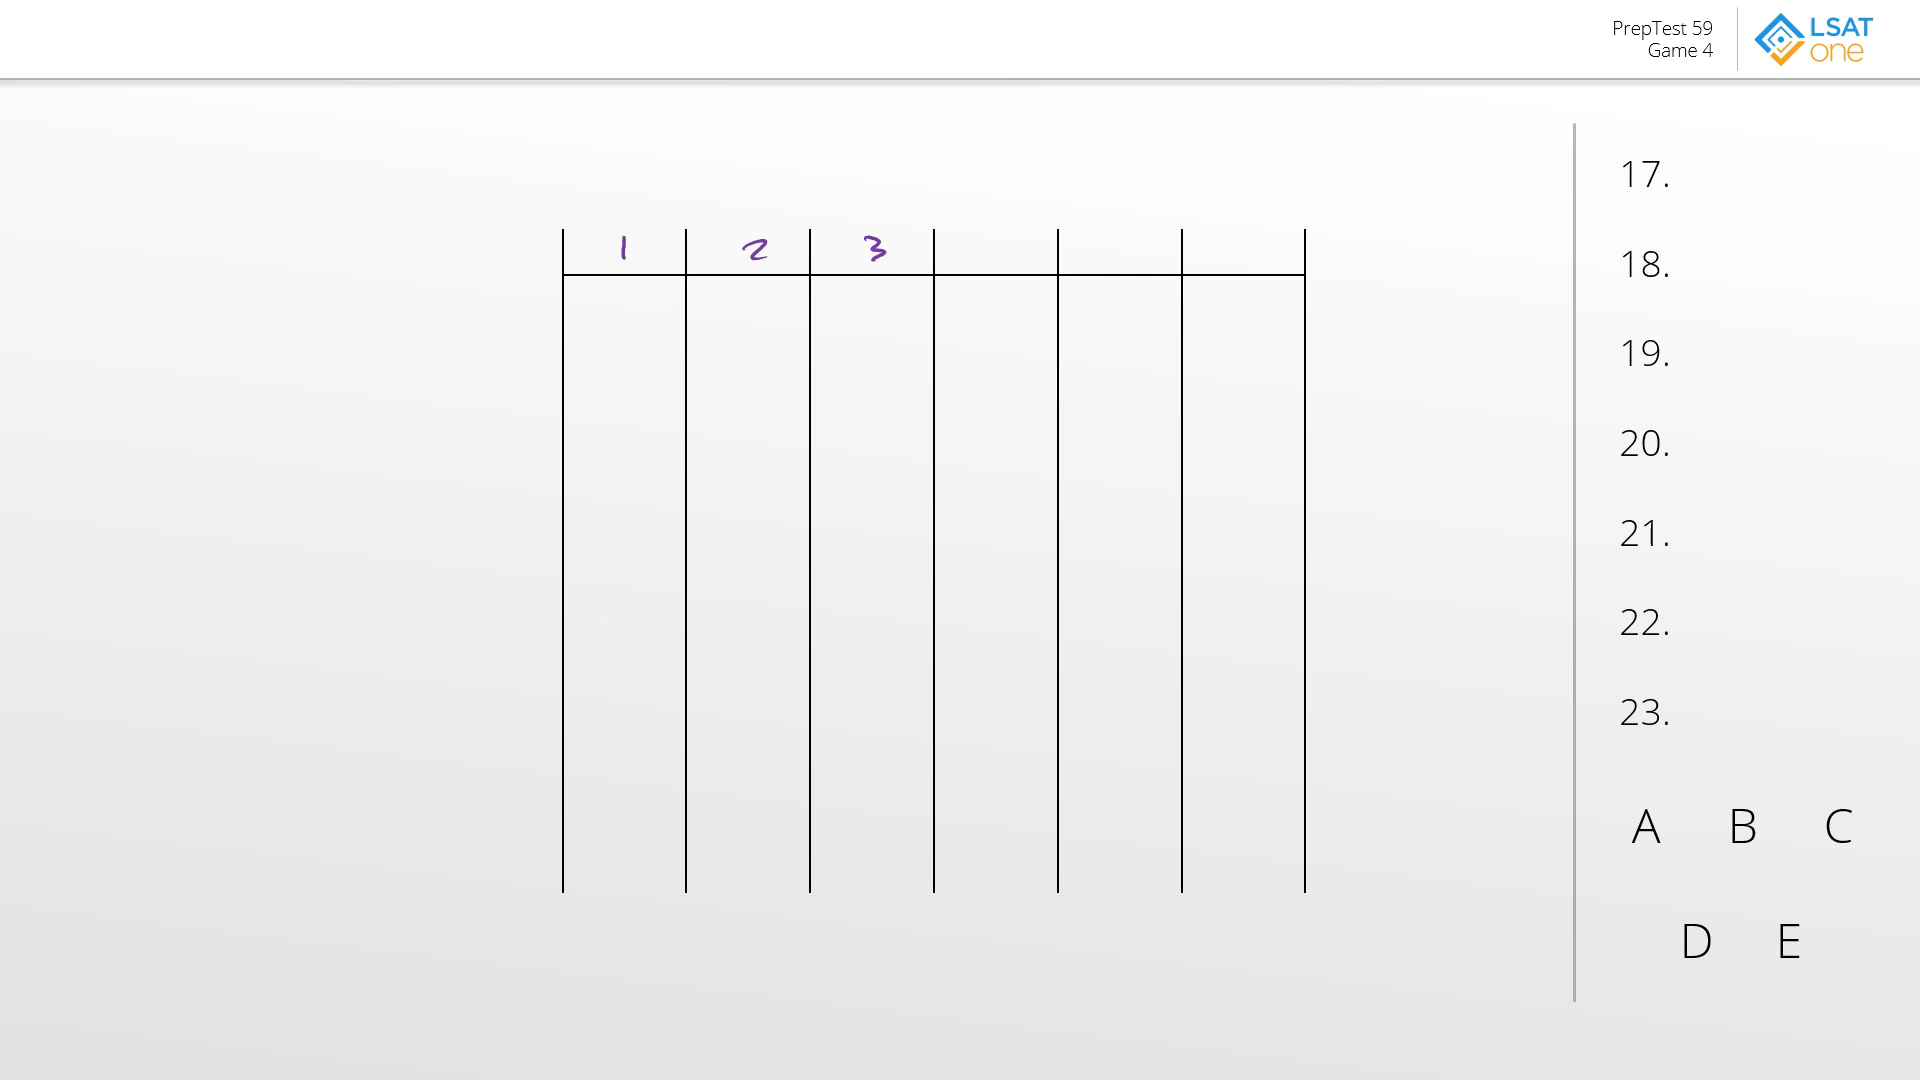 PrepTest 59
Game 4
LSAT
one
1 2 3
17.
18.
19.
20.
21.
22.
23.
A B C
D E